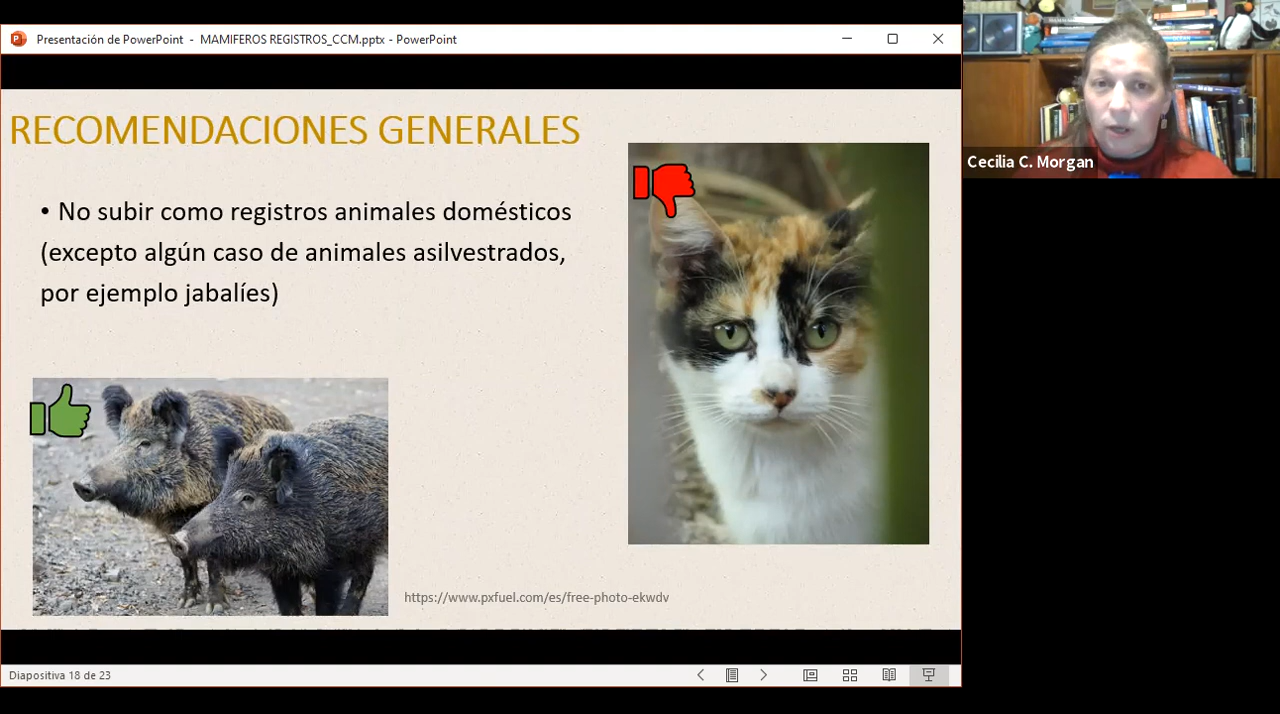 Presentación de PowerPoint - MAMIFEROS REGISTROS_CCM.pptx - PowerPoint
RECOMENDACIONES GENERALES
• No subir como registros animales domésticos
(excepto algún caso de animales asilvestrados,
por ejemplo jabalíes)
https://www.pxfuel.com/es/free-photo-ekwdv
Diapositiva 18 de 23
Cecilia C. Morgan